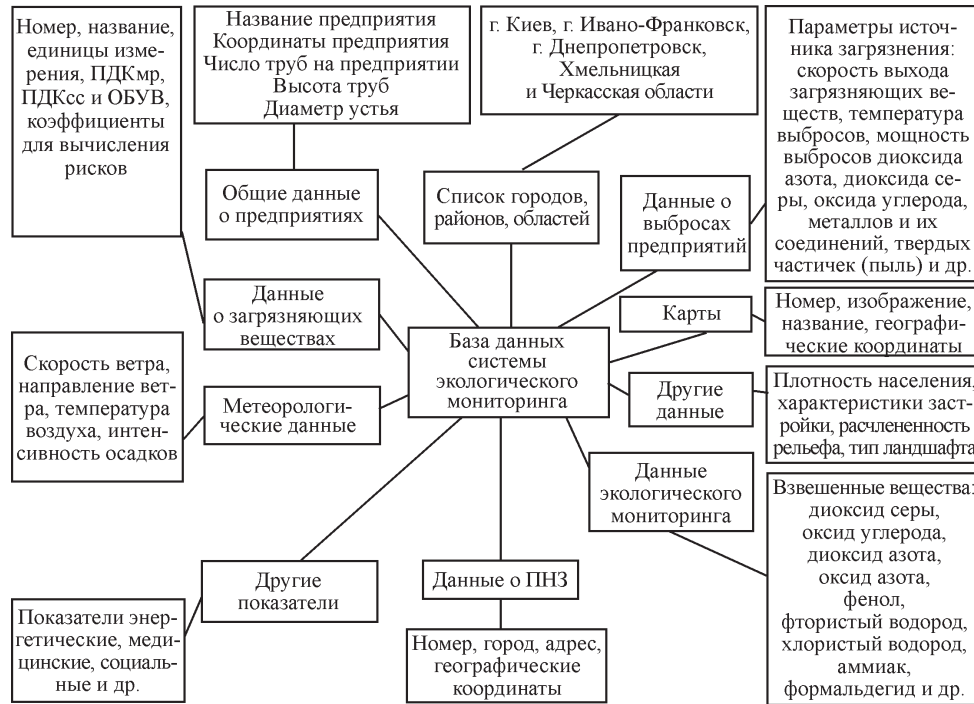 Номер, название,
единицы измере-
рения, ПДКмр,
ПДКсс и ОБУВ,
коэффициенты
для вычисления
рисков
Название предприятия
Координаты предприятия
Число труб на предприятии
Высота труб
Диаметр устья
г. Киев, г. Ивано-Франковск,
г. Днепропетровск,
Хмельницкая
и Черкасская области
Параметры источ-
ника загрязнения:
скорость выхода
загрязняющих ве-
ществ, температура
выбросов, мощность
выбросов диоксида
азота, диоксида се-
ры, оксида углерода,
металлов и их
соединений, твердых
частичек (пыль) и др.
Общие данные
о предприятиях
Список городов,
районов, областей
Данные о
выбросах
предприятий
Данные
о загрязняющих
веществах
Карты
Номер, изображение,
название, географи-
ческие координаты
База данных
системы
экологического
мониторинга
Скорость ветра,
направление вет-
ра, температура
воздуха, интен-
сивность осадков
Метеорологи-
ческие данные
Другие
данные
Плотность населения,
характеристики заст-
ройки, расчлененность
рельефа, тип ландшафта
Данные
экологического
мониторинга
Взвешенные вещества:
диоксид серы,
оксид углерода,
диоксид азота,
оксид азота,
фенол,
фтористый водород,
хлористый водород,
аммиак,
формальдегид и др.
Другие
показатели
Данные о ПНЗ
Показатели энер-
гетические, меди-
цинские, социаль-
ные и др.
Номер, город, адрес,
географические
координаты